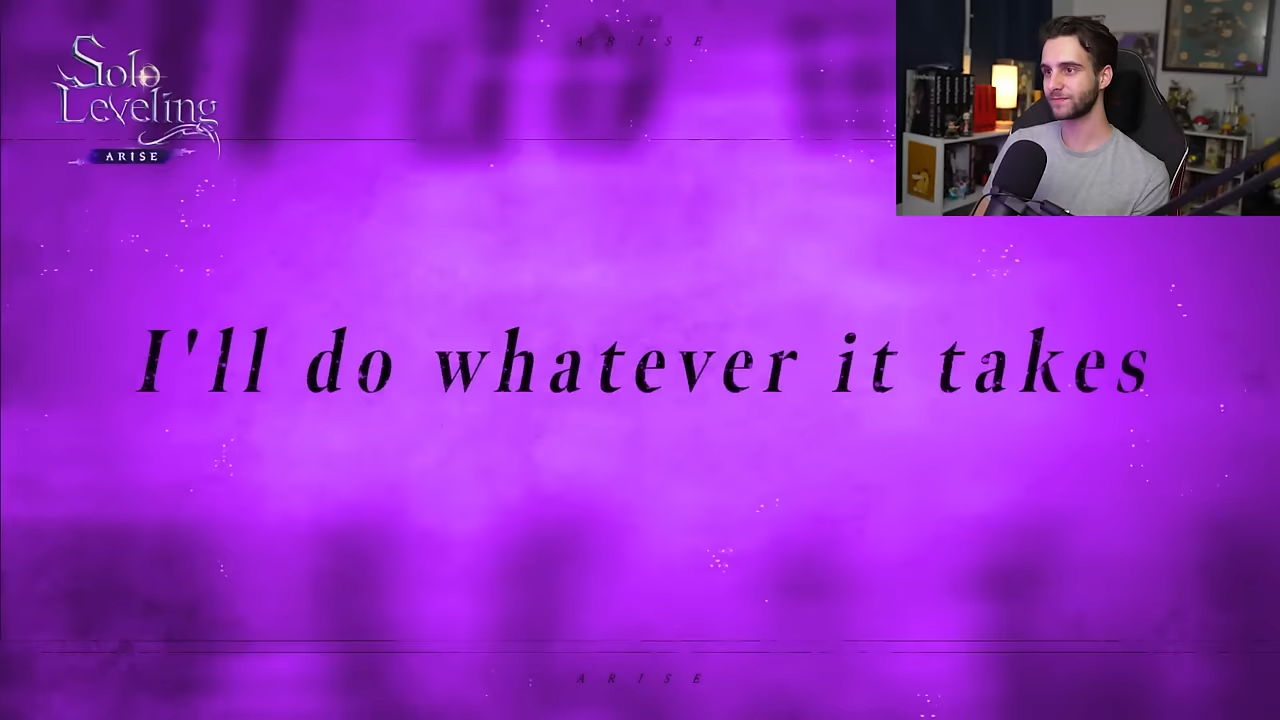 ARISE
Solo
Leveling
ARISE
I'll do whatever it takes
ARISE